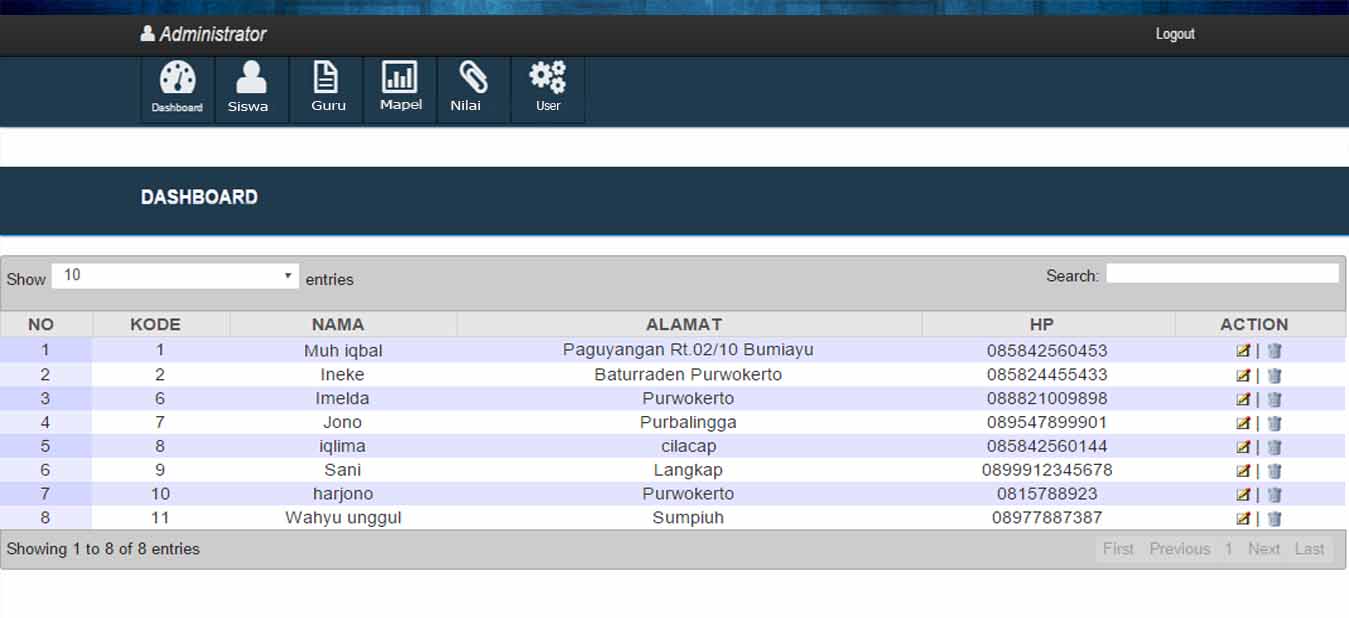 Administrator Logout
Dashboard Siswa Guru Mapel Nilai User
DASHBOARD
Show 10 entries Search:
NO KODE NAMA ALAMAT HP ACTION
1 1 Muh iqbal Paguyangan Rt.02/10 Bumiayu 085842560453 |
2 2 Ineke Baturraden Purwokerto 085824455433 |
3 6 Imelda Purwokerto 088821009898 |
4 7 Jono Purbalingga 089547899901 |
5 8 iqlima cilacap 085842560144 |
6 9 Sani Langkap 0899912345678 |
7 10 harjono Purwokerto 0815788923 |
8 11 Wahyu unggul Sumpiuh 08977887387 |
Showing 1 to 8 of 8 entries First Previous 1 Next Last